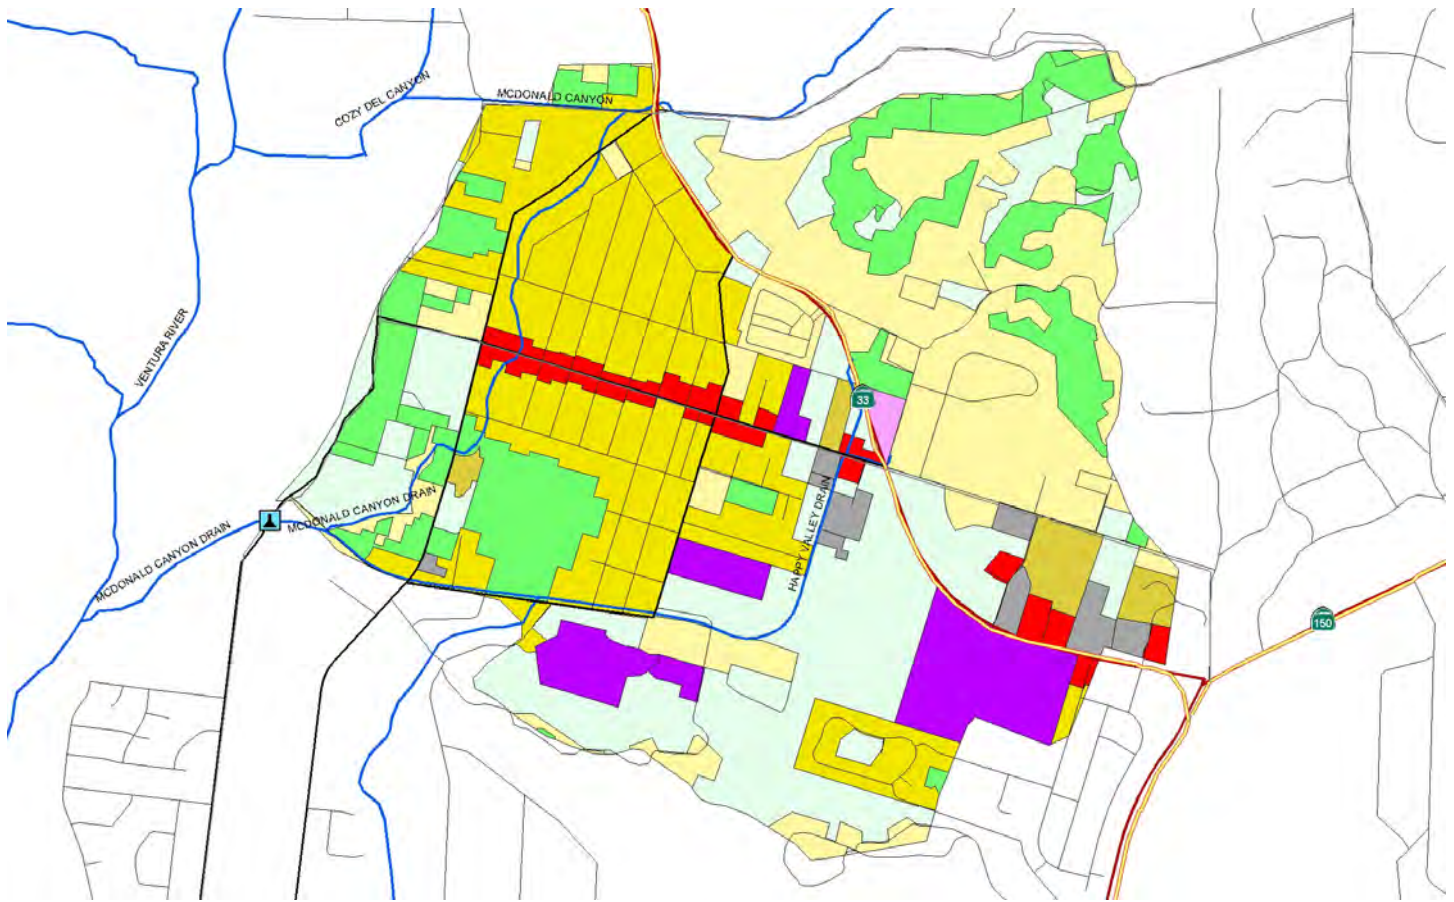 COZY DEL CANYON
MCDONALD CANYON
VENTURA RIVER
33
MCDONALD CANYON DRAIN
MCDONALD CANYON DRAIN
HAPPY VALLEY DRAIN
150